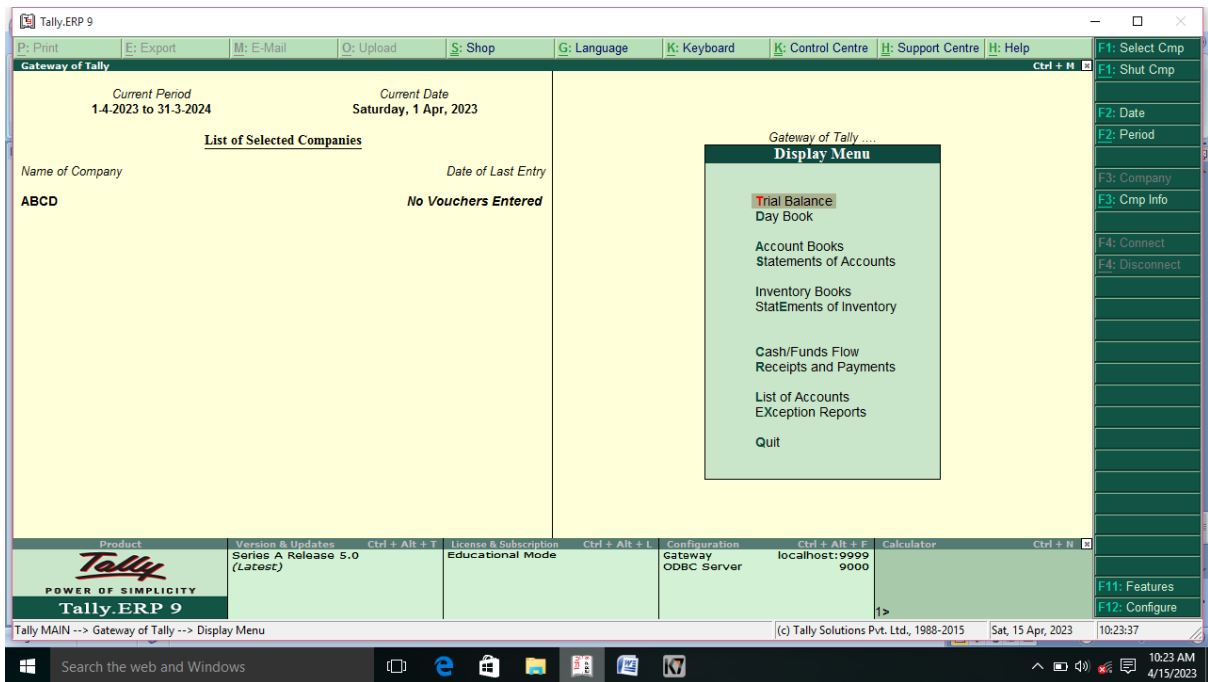 Tally.ERP 9
P: Print E: Export M: E-Mail O: Upload S: Shop G: Language K: Keyboard K: Control Centre H: Support Centre H: Help
Gateway of Tally Ctrl + M
Current Period Current Date
1-4-2023 to 31-3-2024 Saturday, 1 Apr, 2023
List of Selected Companies
Name of Company Date of Last Entry
ABCD No Vouchers Entered
Gateway of Tally ....
Display Menu
Trial Balance
Day Book
Account Books
Statements of Accounts
Inventory Books
StatEments of Inventory
Cash/Funds Flow
Receipts and Payments
List of Accounts
EXception Reports
Quit
F1: Select Cmp
F1: Shut Cmp
F2: Date
F2: Period
F3: Company
F3: Cmp Info
F4: Connect
F4: Disconnect
F11: Features
F12: Configure
Product Version & Updates Ctrl + Alt + T License & Subscription Ctrl + Alt + L Configuration Ctrl + Alt + F Calculator Ctrl + N
Tally
POWER OF SIMPLICITY
Tally.ERP 9
Series A Release 5.0
(Latest)
Educational Mode
Gateway localhost:9999
ODBC Server 9000
1>
Tally MAIN --> Gateway of Tally --> Display Menu (c) Tally Solutions Pvt. Ltd., 1988-2015 Sat, 15 Apr, 2023 10:23:37
Search the web and Windows
10:23 AM
4/15/2023